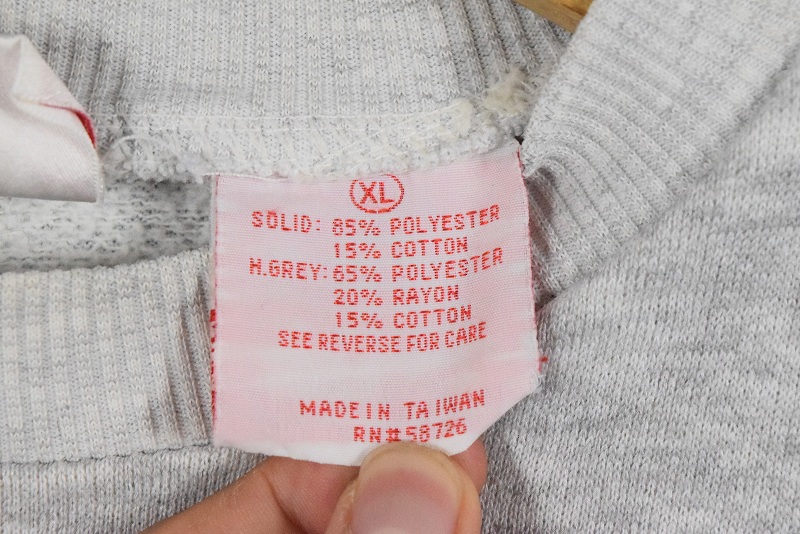 XL
SOLID: 85% POLYESTER
15% COTTON
H.GREY: 65% POLYESTER
20% RAYON
15% COTTON
SEE REVERSE FOR CARE
MADE IN TAIWAN
RN#58726